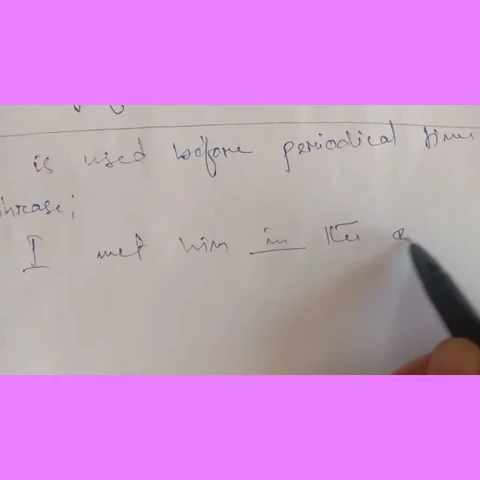 is used before periodical time
phrase;
I met him in the